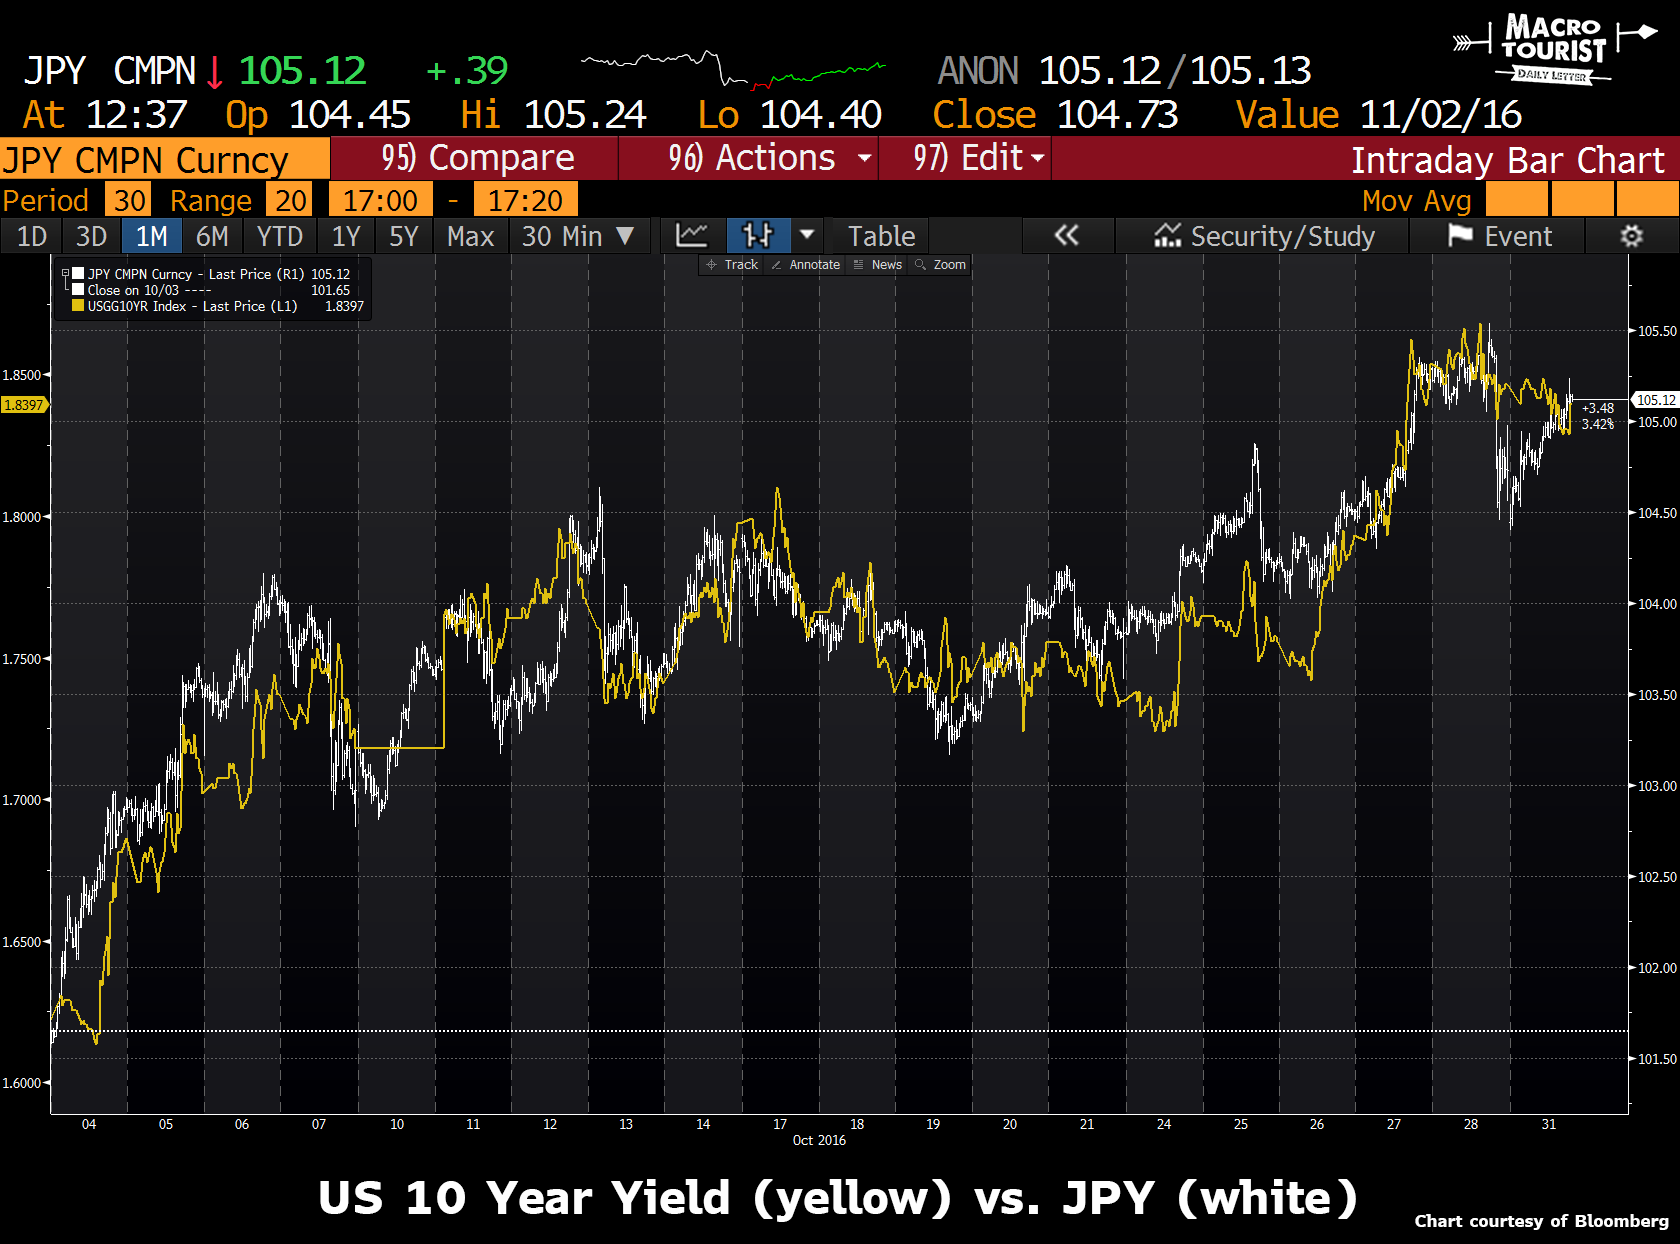 MACRO
TOURIST
DAILY LETTER
JPY CMPN↓ 105.12 +.39 ANON 105.12/105.13
At 12:37 Op 104.45 Hi 105.24 Lo 104.40 Close 104.73 Value 11/02/16
JPY CMPN Curncy 95) Compare 96) Actions 97) Edit Intraday Bar Chart
Period 30 Range 20 17:00 - 17:20 Mov Avg
1D 3D 1M 6M YTD 1Y 5Y Max 30 Min ▼ Table « Security/Study Event
Track Annotate News Zoom
JPY CMPN Curncy - Last Price (R1) 105.12
Close on 10/03 ---- 101.65
USGG10YR Index - Last Price (L1) 1.8397
1.8500
1.8397
1.8000
1.7500
1.7000
1.6500
1.6000
105.50
105.12
+3.48
3.42%
105.00
104.50
104.00
103.50
103.00
102.50
102.00
101.50
04 05 06 07 10 11 12 13 14 17 18 19 20 21 24 25 26 27 28 31
Oct 2016
US 10 Year Yield (yellow) vs. JPY (white)
Chart courtesy of Bloomberg